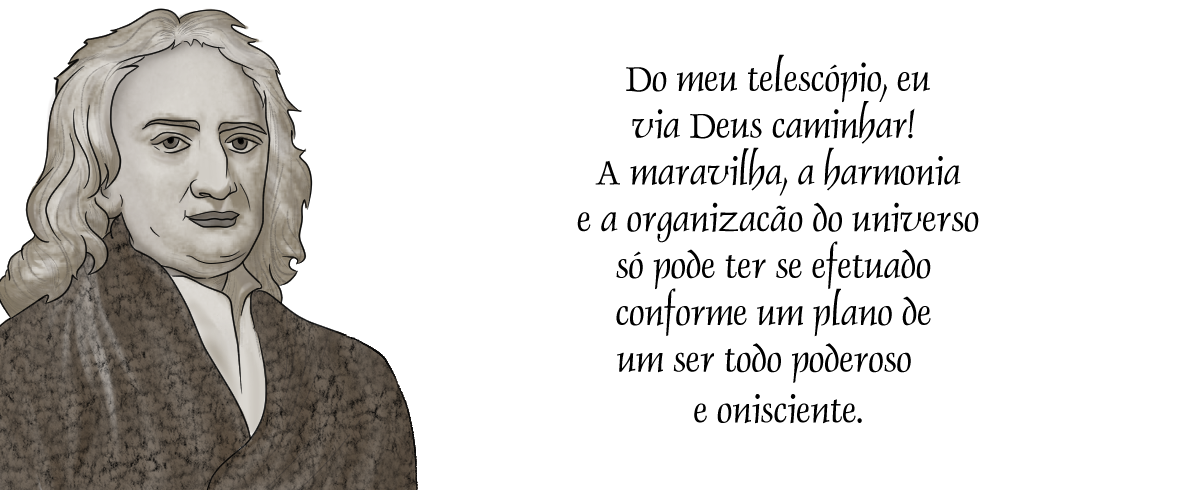 Do meu telescópio, eu
via Deus caminhar!
A maravilha, a harmonia
e a organizacão do universo
só pode ter se efetuado
conforme um plano de
um ser todo poderoso
e onisciente.